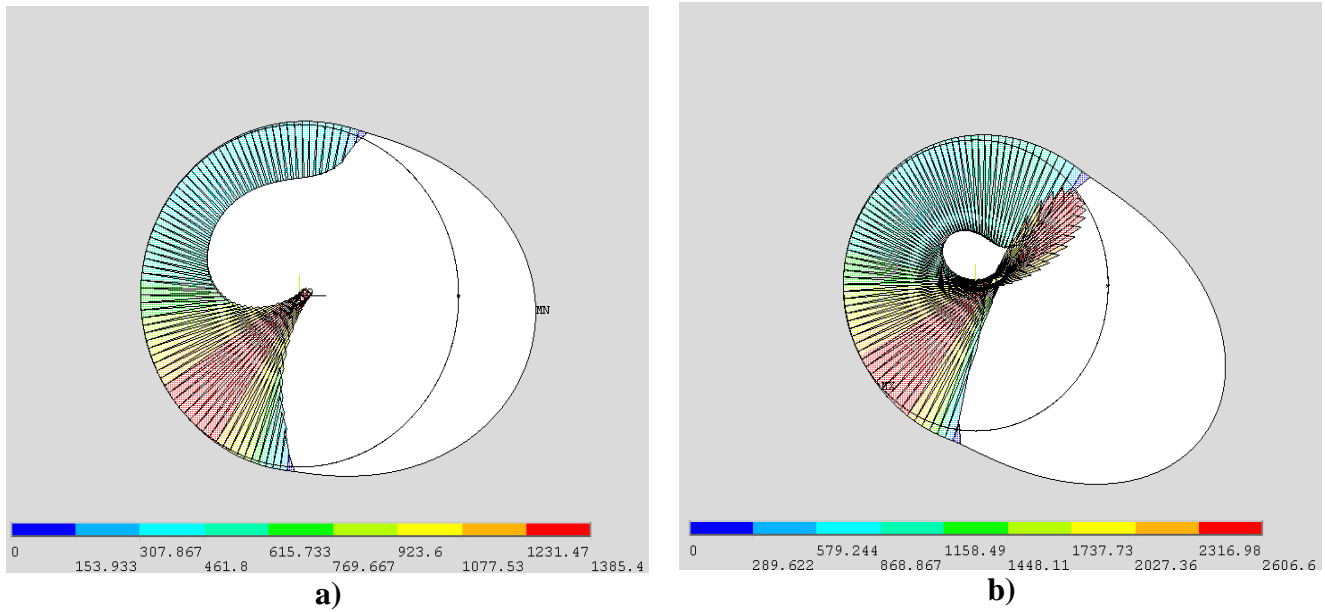 MN
0 307.867 615.733 923.6 1231.47
153.933 461.8 769.667 1077.53 1385.4
a)
0 579.244 1158.49 1737.73 2316.98
289.622 868.867 1448.11 2027.36 2606.6
b)